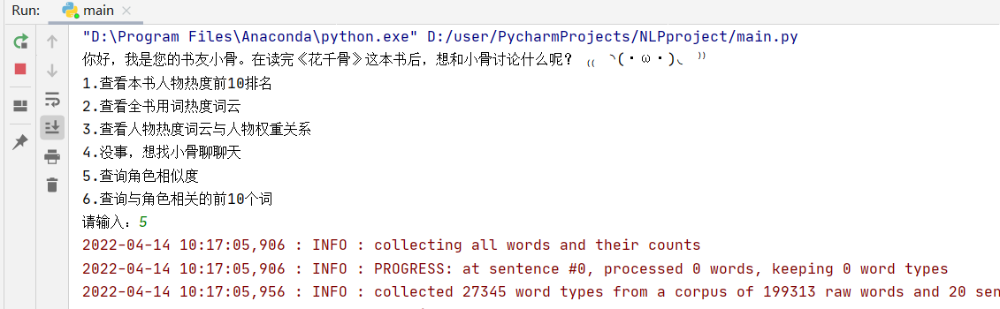 Run: main
"D:\Program Files\Anaconda\python.exe" D:/user/PycharmProjects/NLPproject/main.py
你好，我是您的书友小骨。在读完《花千骨》这本书后，想和小骨讨论什么呢？ ₍₍ ◝(・ω・)◟ ⁾⁾
1.查看本书人物热度前10排名
2.查看全书用词热度词云
3.查看人物热度词云与人物权重关系
4.没事，想找小骨聊聊天
5.查询角色相似度
6.查询与角色相关的前10个词
请输入：5
2022-04-14 10:17:05,906 : INFO : collecting all words and their counts
2022-04-14 10:17:05,906 : INFO : PROGRESS: at sentence #0, processed 0 words, keeping 0 word types
2022-04-14 10:17:05,956 : INFO : collected 27345 word types from a corpus of 199313 raw words and 20 sen